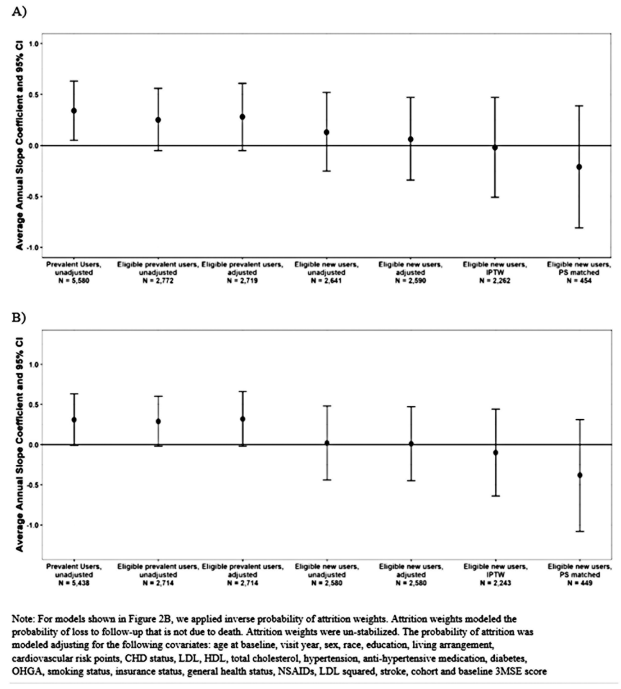 A)
Average Annual Slope Coefficient and 95% CI
1.0
0.5
0.0
-0.5
-1.0
Prevalent Users, unadjusted N = 5,580
Eligible prevalent users, unadjusted N = 2,772
Eligible prevalent users, adjusted N = 2,719
Eligible new users, unadjusted N = 2,641
Eligible new users, adjusted N = 2,590
Eligible new users, IPTW N = 2,262
Eligible new users, PS matched N = 454
B)
Average Annual Slope Coefficient and 95% CI
1.0
0.5
0.0
-0.5
-1.0
Prevalent Users, unadjusted N = 5,438
Eligible prevalent users, unadjusted N = 2,714
Eligible prevalent users, adjusted N = 2,714
Eligible new users, unadjusted N = 2,580
Eligible new users, adjusted N = 2,580
Eligible new users, IPTW N = 2,243
Eligible new users, PS matched N = 449
Note: For models shown in Figure 2B, we applied inverse probability of attrition weights. Attrition weights modeled the
probability of loss to follow-up that is not due to death. Attrition weights were un-stabilized. The probability of attrition was
modeled adjusting for the following covariates: age at baseline, visit year, sex, race, education, living arrangement,
cardiovascular risk points, CHD status, LDL, HDL, total cholesterol, hypertension, anti-hypertensive medication, diabetes,
OHGA, smoking status, insurance status, general health status, NSAIDs, LDL squared, stroke, cohort and baseline 3MSE score